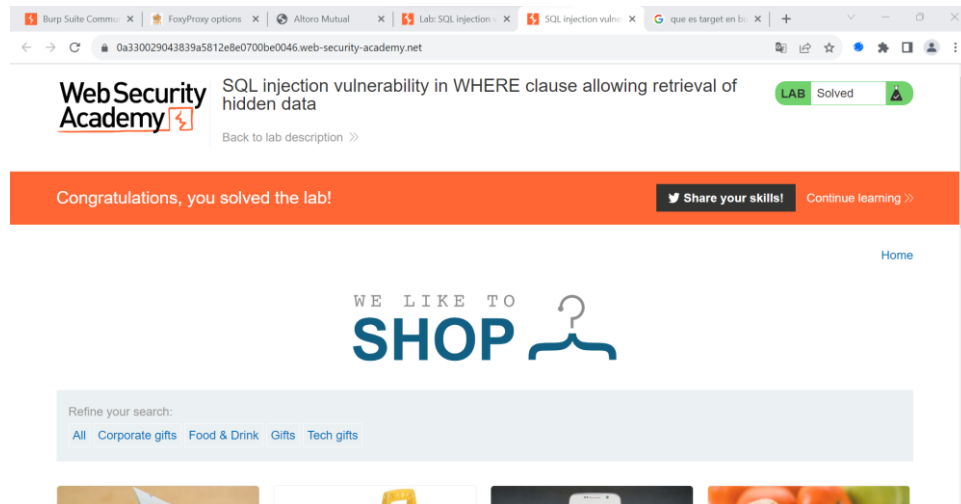 Burp Suite Commu
FoxyProxy options
Altoro Mutual
Lab: SQL injection
SQL injection vulne
que es target en bu
0a330029043839a5812e8e0700be0046.web-security-academy.net
Web Security
Academy
SQL injection vulnerability in WHERE clause allowing retrieval of
hidden data
LAB Solved
Back to lab description
Congratulations, you solved the lab!
Share your skills!
Continue learning
Home
WE LIKE TO
SHOP
Refine your search:
All Corporate gifts Food & Drink Gifts Tech gifts